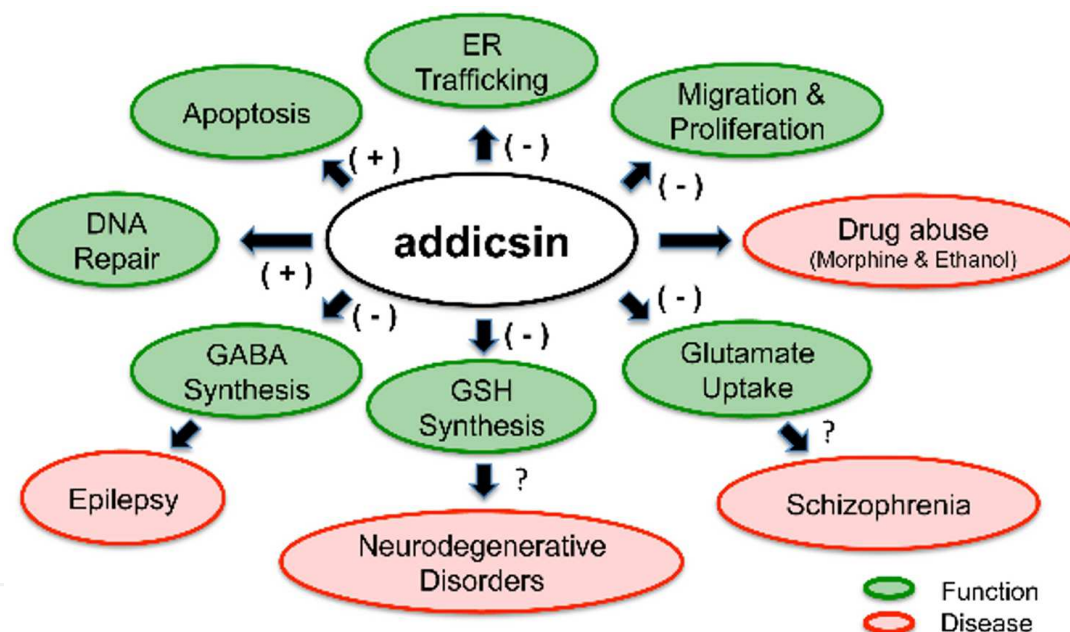 ER
Trafficking
Apoptosis
Migration &
Proliferation
( + )
( - )
( - )
DNA
Repair
addicsin
Drug abuse
(Morphine & Ethanol)
( + )
( - )
( - )
( - )
GABA
Synthesis
GSH
Synthesis
Glutamate
Uptake
?
?
Epilepsy
Schizophrenia
Neurodegenerative
Disorders
Function
Disease